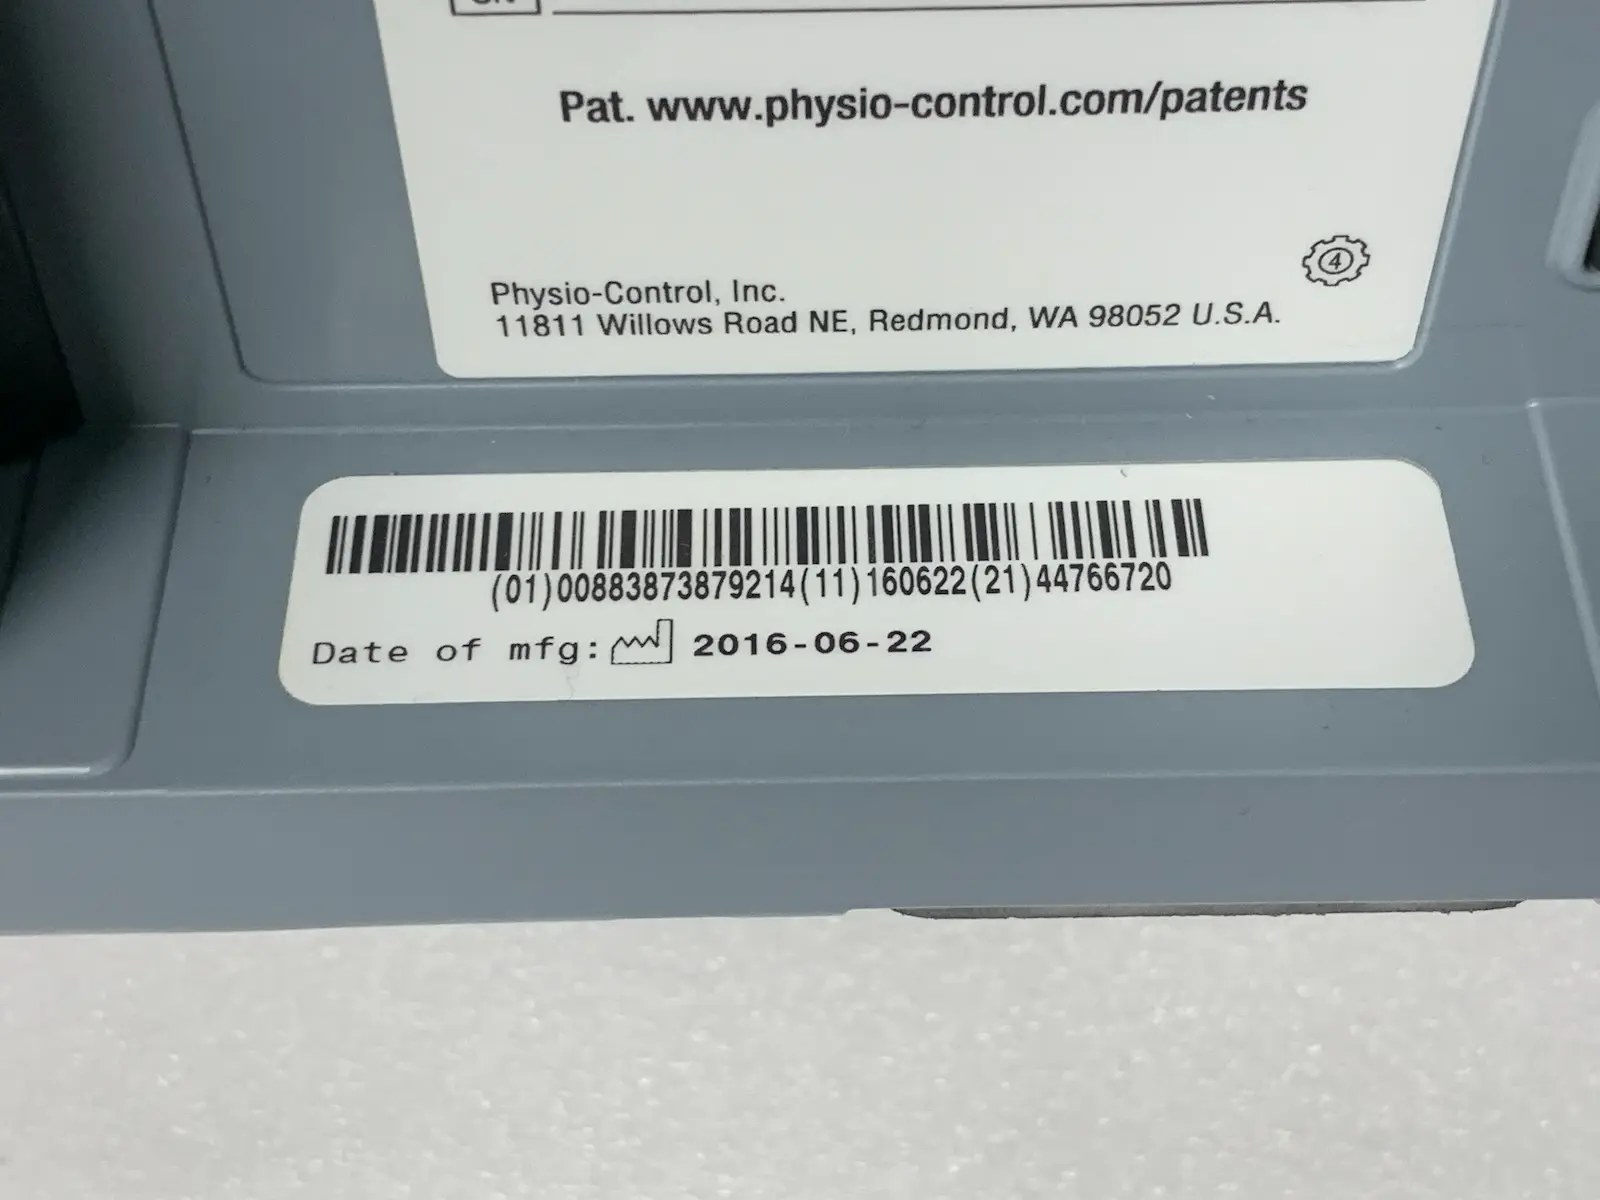 Pat. www.physio-control.com/patents
4
Physio-Control, Inc.
11811 Willows Road NE, Redmond, WA 98052 U.S.A.
(01)00883873879214(11)160622(21)44766720
Date of mfg: 2016-06-22